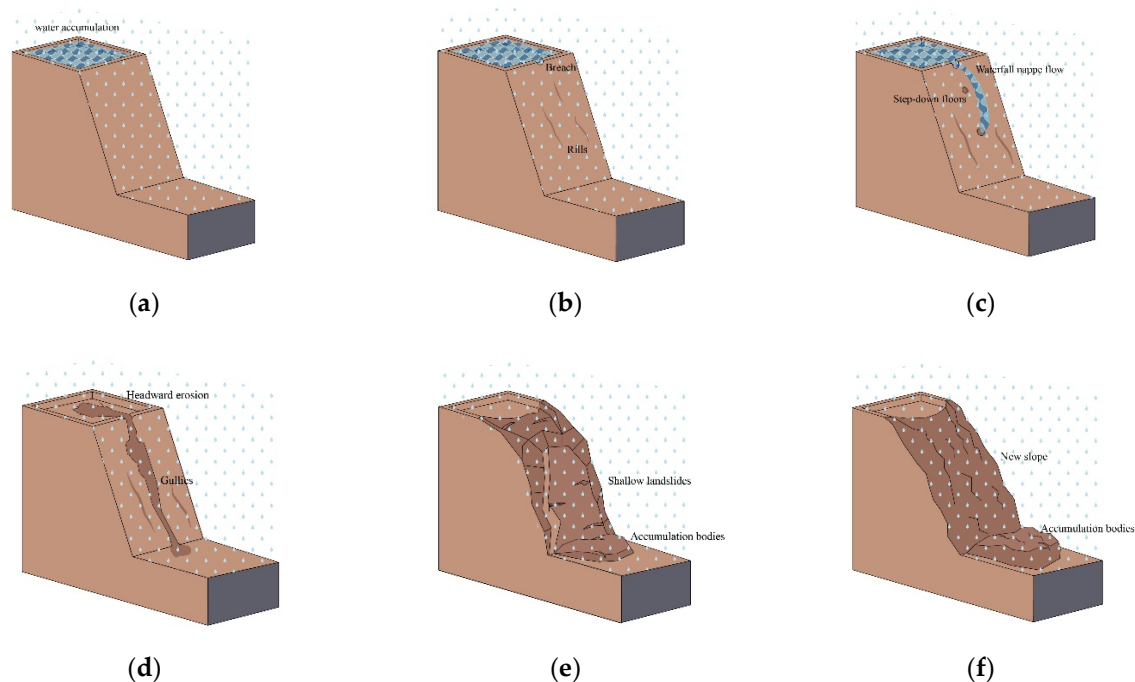 water accumulation
(a)
Breach
Rills
(b)
Waterfall nappe flow
Step-down floors
(c)
Headward erosion
Gullies
(d)
Shallow landslides
Accumulation bodies
(e)
New slope
Accumulation bodies
(f)